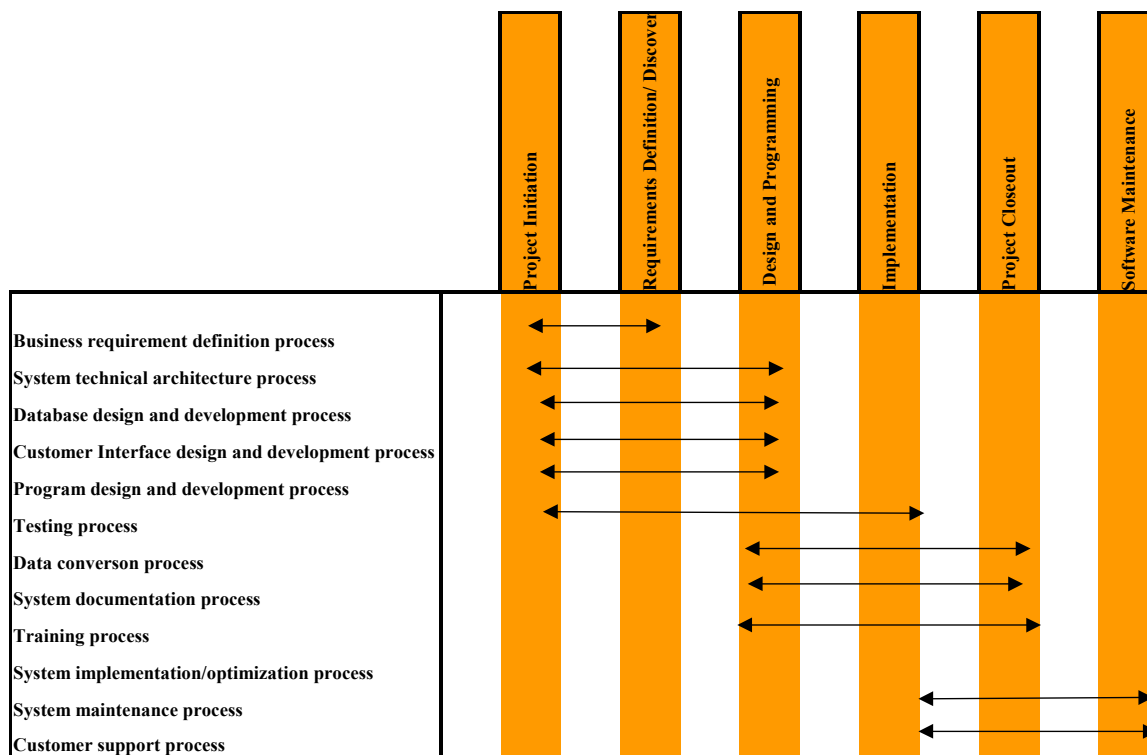 Project Initiation
Requirements Definition/ Discover
Design and Programming
Implementation
Project Closeout
Software Maintenance
Business requirement definition process
System technical architecture process
Database design and development process
Customer Interface design and development process
Program design and development process
Testing process
Data converson process
System documentation process
Training process
System implementation/optimization process
System maintenance process
Customer support process